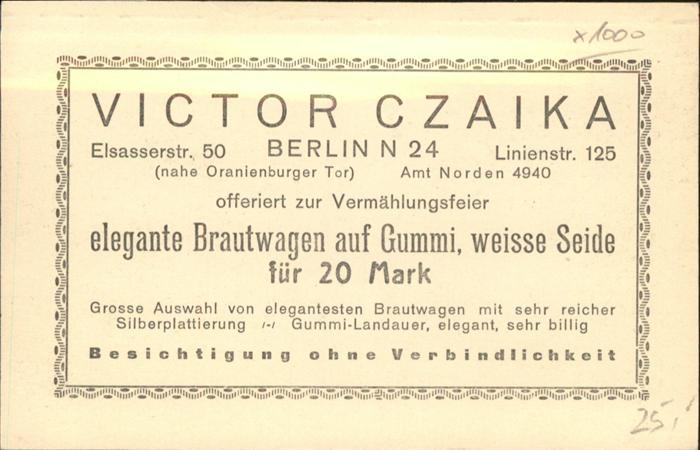 x1000
VICTOR CZAIKA
Elsasserstr. 50 BERLIN N 24 Linienstr. 125
(nahe Oranienburger Tor) Amt Norden 4940
offeriert zur Vermählungsfeier
elegante Brautwagen auf Gummi, weisse Seide
für 20 Mark
Grosse Auswahl von elegantesten Brautwagen mit sehr reicher
Silberplattierung /-/ Gummi-Landauer, elegant, sehr billig
Besichtigung ohne Verbindlichkeit
25,-